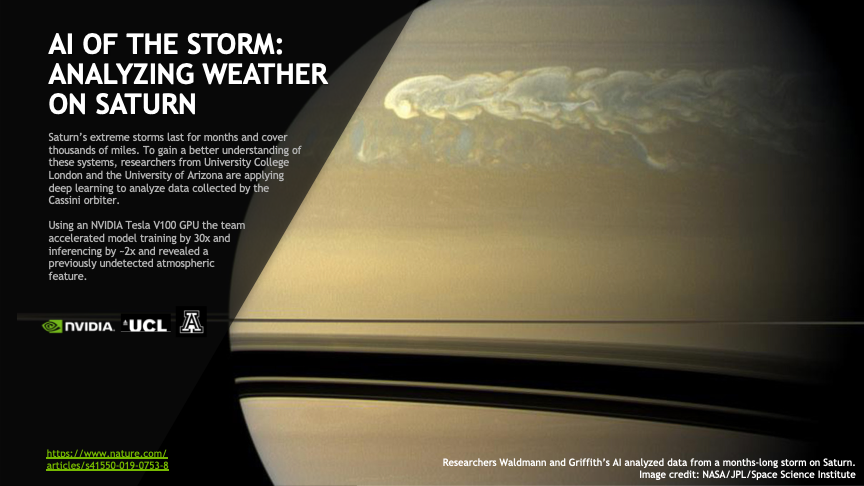 AI OF THE STORM:
ANALYZING WEATHER
ON SATURN
Saturn's extreme storms last for months and cover
thousands of miles. To gain a better understanding of
these systems, researchers from University College
London and the University of Arizona are applying
deep learning to analyze data collected by the
Cassini orbiter.
Using an NVIDIA Tesla V100 GPU the team
accelerated model training by 30x and
inferencing by ~2x and revealed a
previously undetected atmospheric
feature.
NVIDIA. UCL A
https://www.nature.com/
articles/s41550-019-0753-8
Researchers Waldmann and Griffith's AI analyzed data from a months-long storm on Saturn.
Image credit: NASA/JPL/Space Science Institute